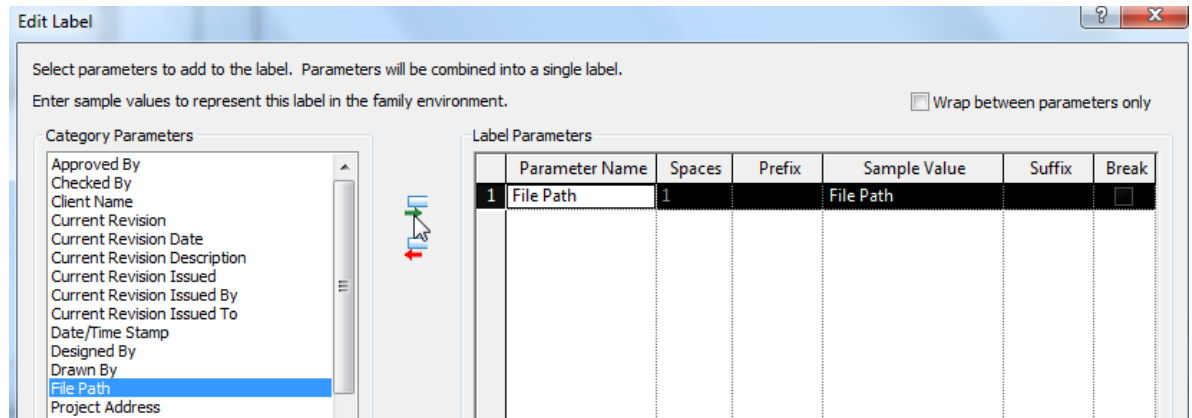 Edit Label
?
X
Select parameters to add to the label. Parameters will be combined into a single label.
Enter sample values to represent this label in the family environment.
Wrap between parameters only
Category Parameters
Approved By
Checked By
Client Name
Current Revision
Current Revision Date
Current Revision Description
Current Revision Issued
Current Revision Issued By
Current Revision Issued To
Date/Time Stamp
Designed By
Drawn By
File Path
Project Address
Label Parameters
Parameter Name Spaces Prefix Sample Value Suffix Break
1 File Path 1 File Path